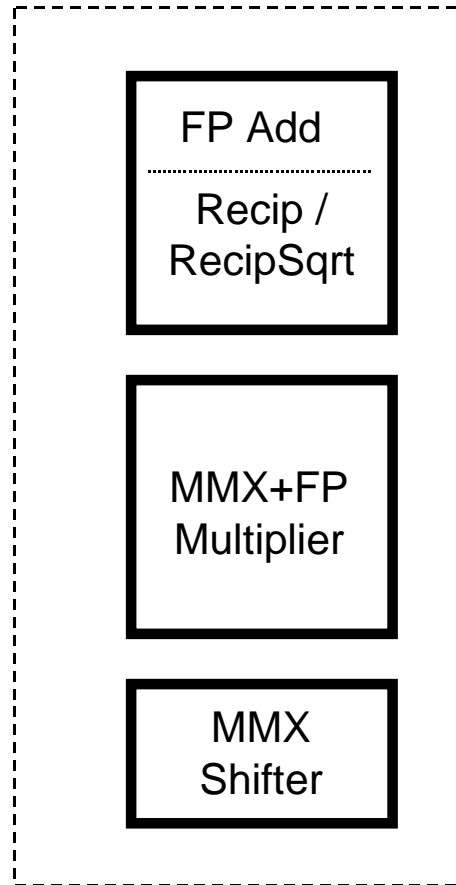 FP Add
Recip /
RecipSqrt
MMX+FP
Multiplier
MMX
Shifter